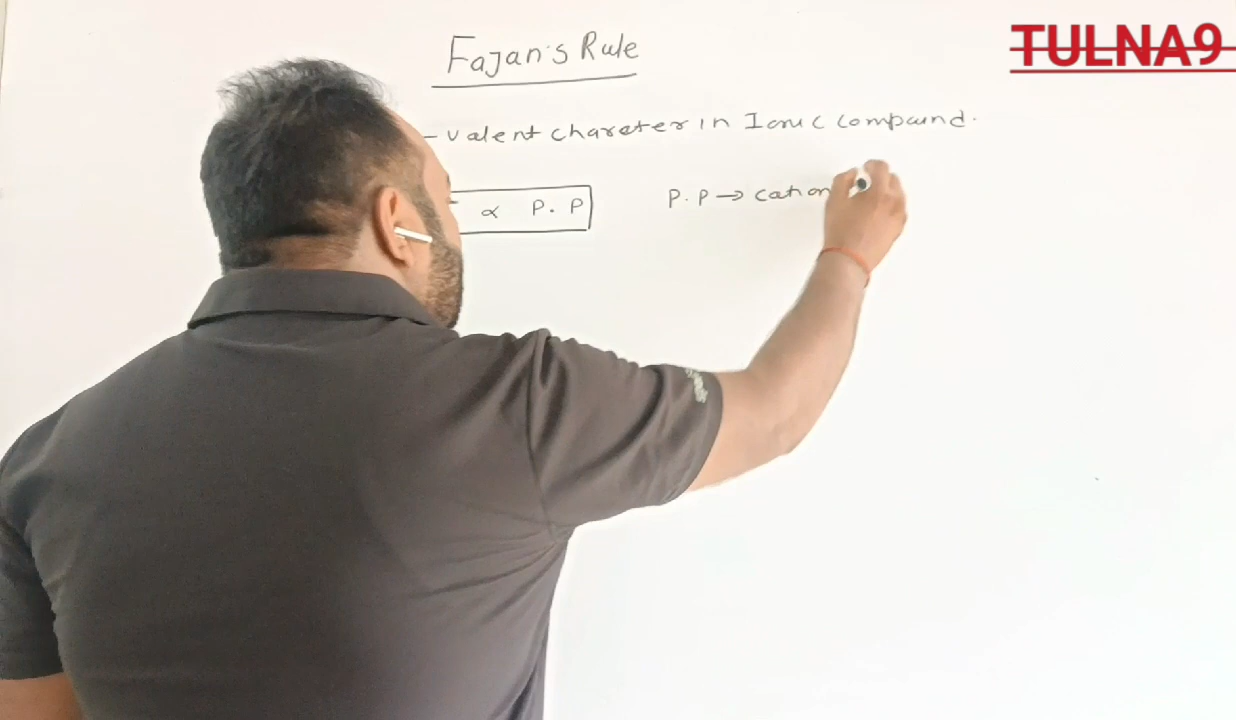 Fajan's Rule
TULNA9
- valent charater in Ionic compound.
∝ P. P
P. P → cation